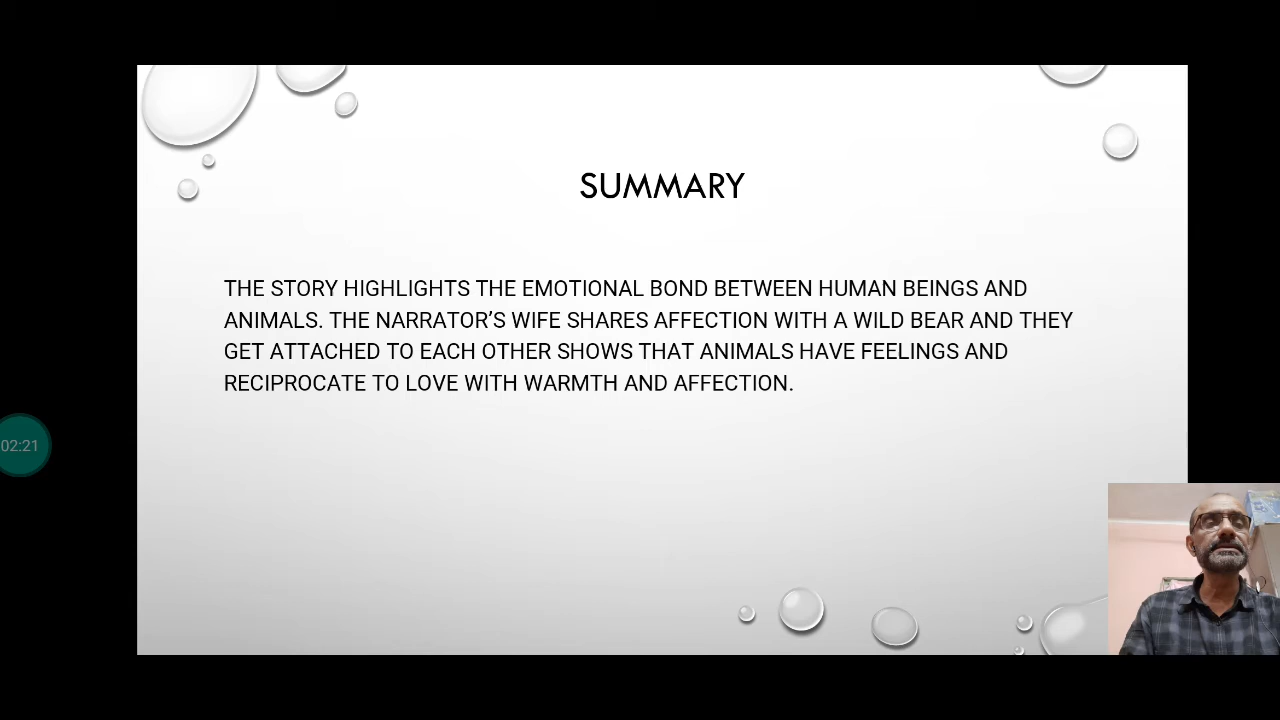 SUMMARY
THE STORY HIGHLIGHTS THE EMOTIONAL BOND BETWEEN HUMAN BEINGS AND
ANIMALS. THE NARRATOR’S WIFE SHARES AFFECTION WITH A WILD BEAR AND THEY
GET ATTACHED TO EACH OTHER SHOWS THAT ANIMALS HAVE FEELINGS AND
RECIPROCATE TO LOVE WITH WARMTH AND AFFECTION.
02:21